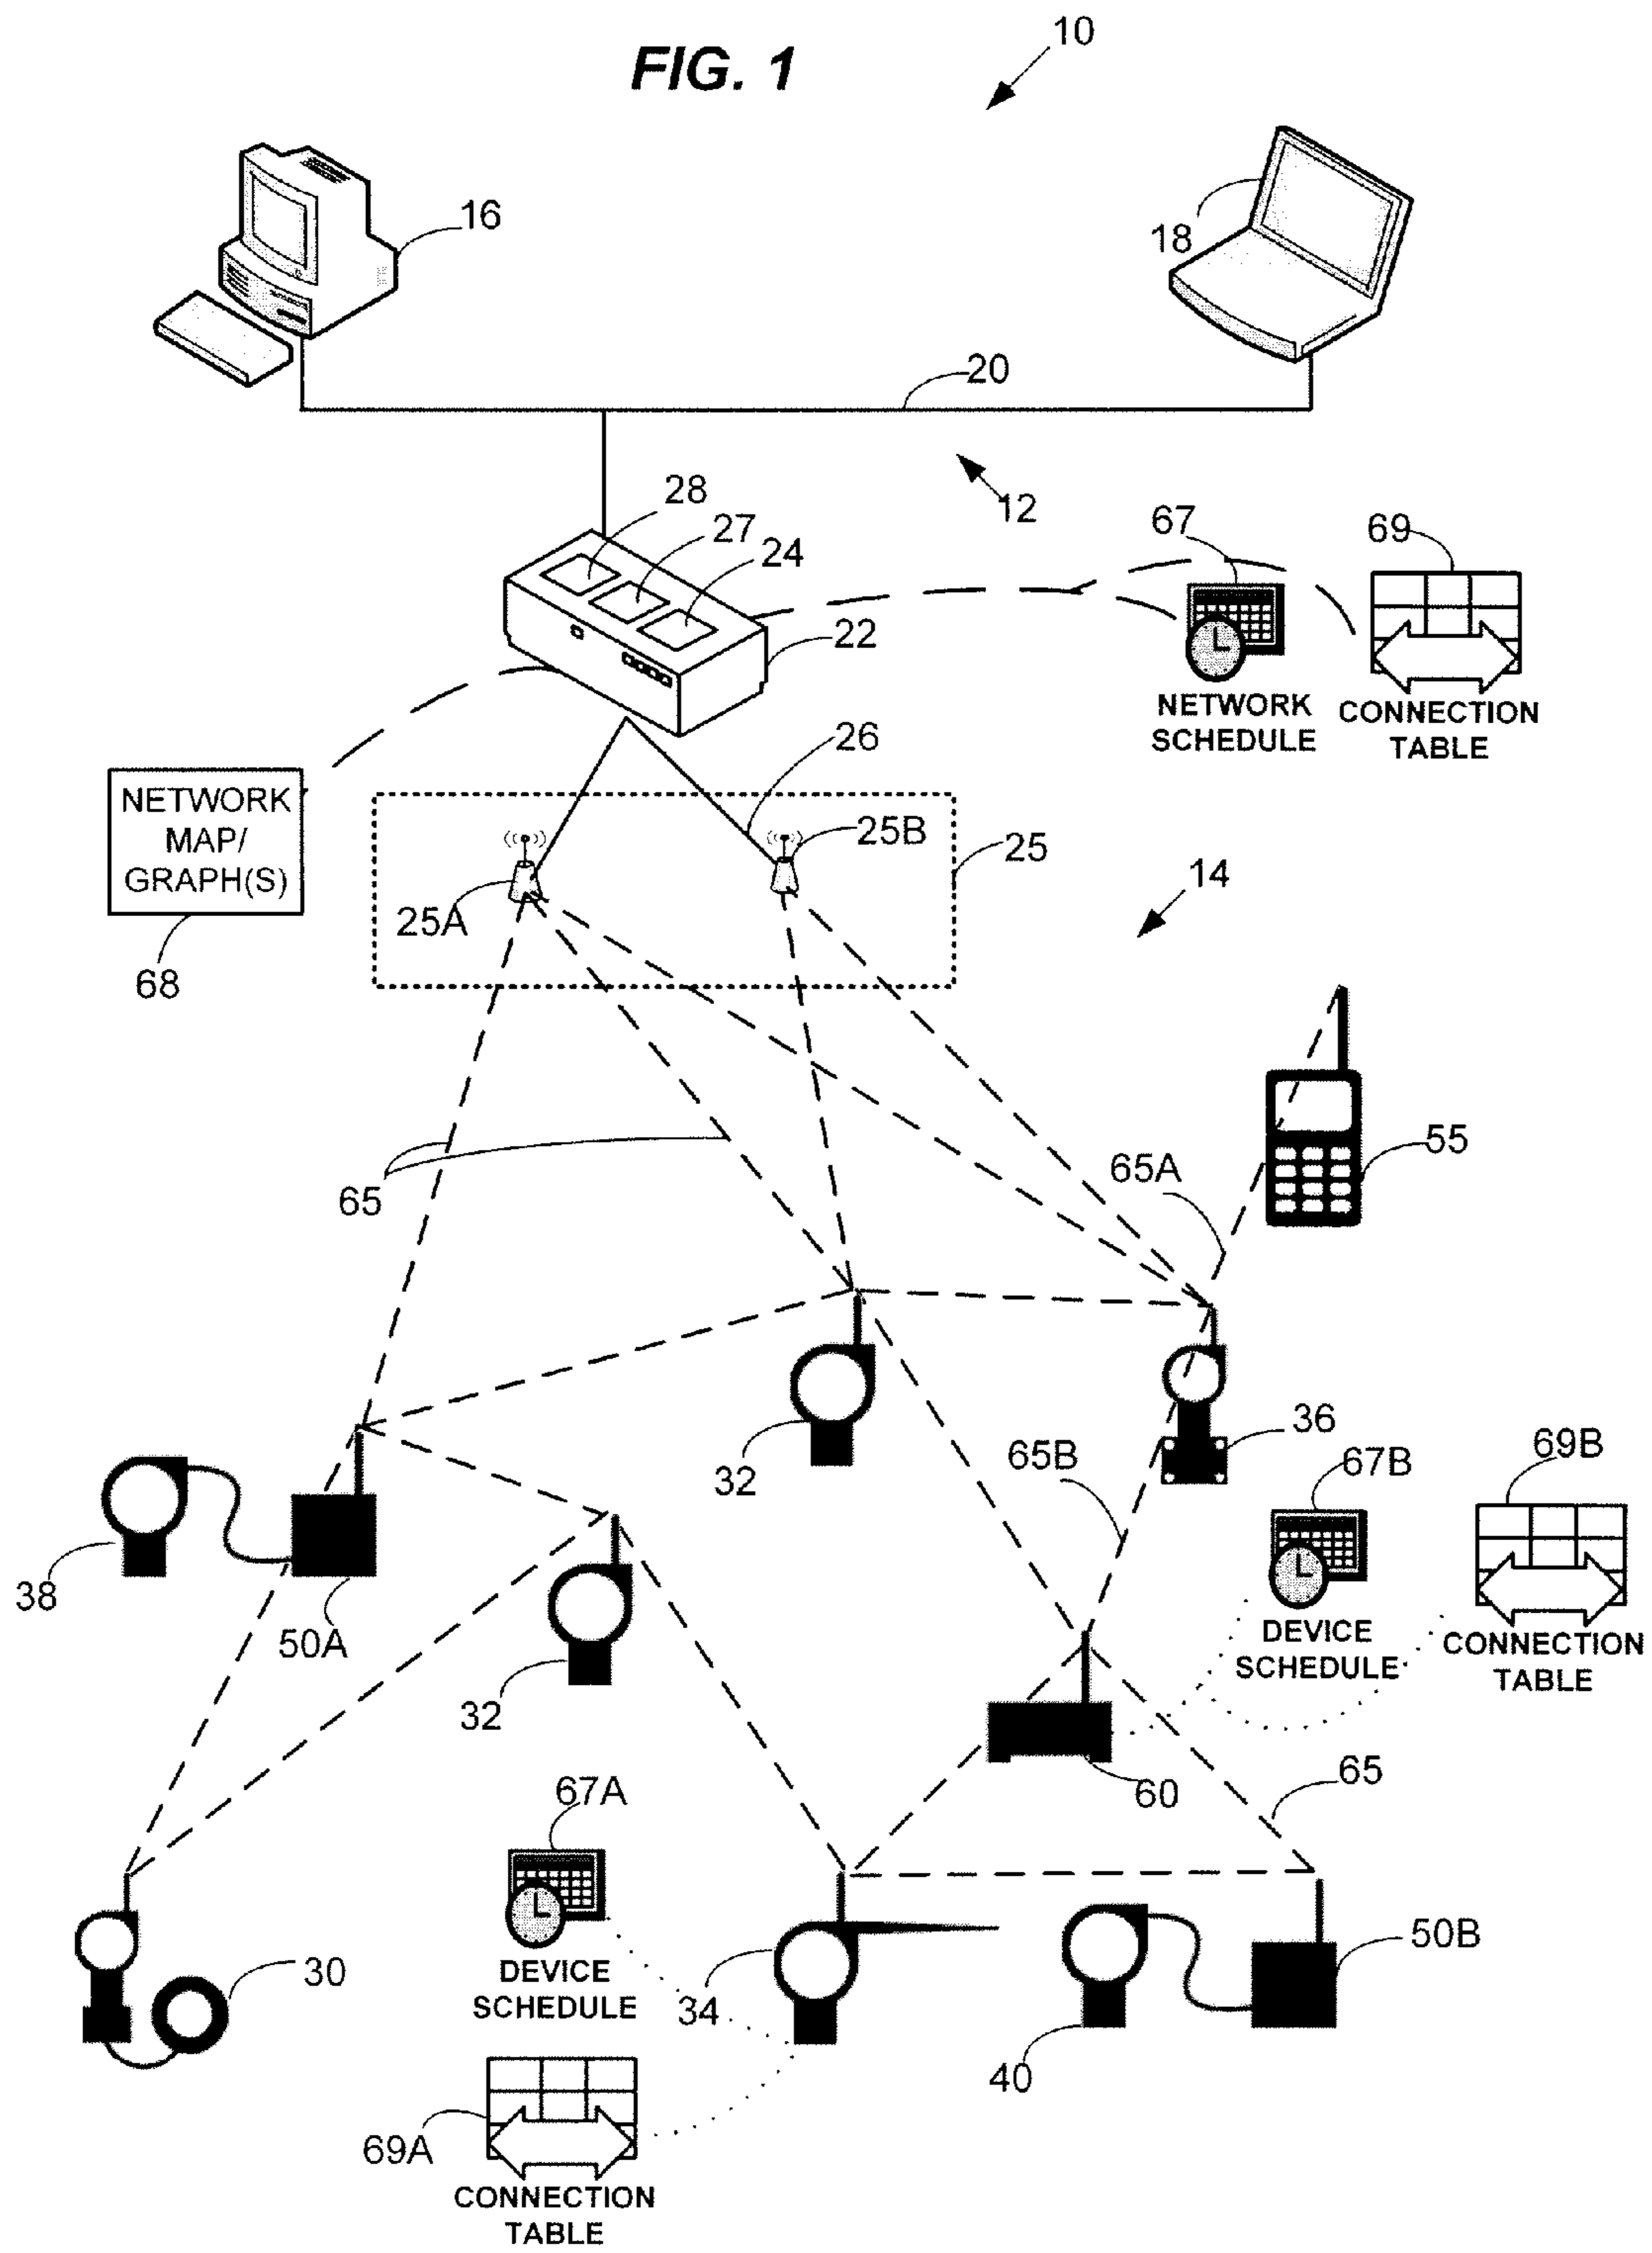 FIG. 1
10
16
18
20
12
28
27
24
22
67
69
NETWORK
SCHEDULE
CONNECTION
TABLE
26
NETWORK
MAP/
GRAPH(S)
68
25A
25B
25
14
55
65
65A
32
36
65B
67B
69B
38
50A
32
DEVICE
SCHEDULE
CONNECTION
TABLE
60
65
67A
30
DEVICE
SCHEDULE
34
40
50B
69A
CONNECTION
TABLE